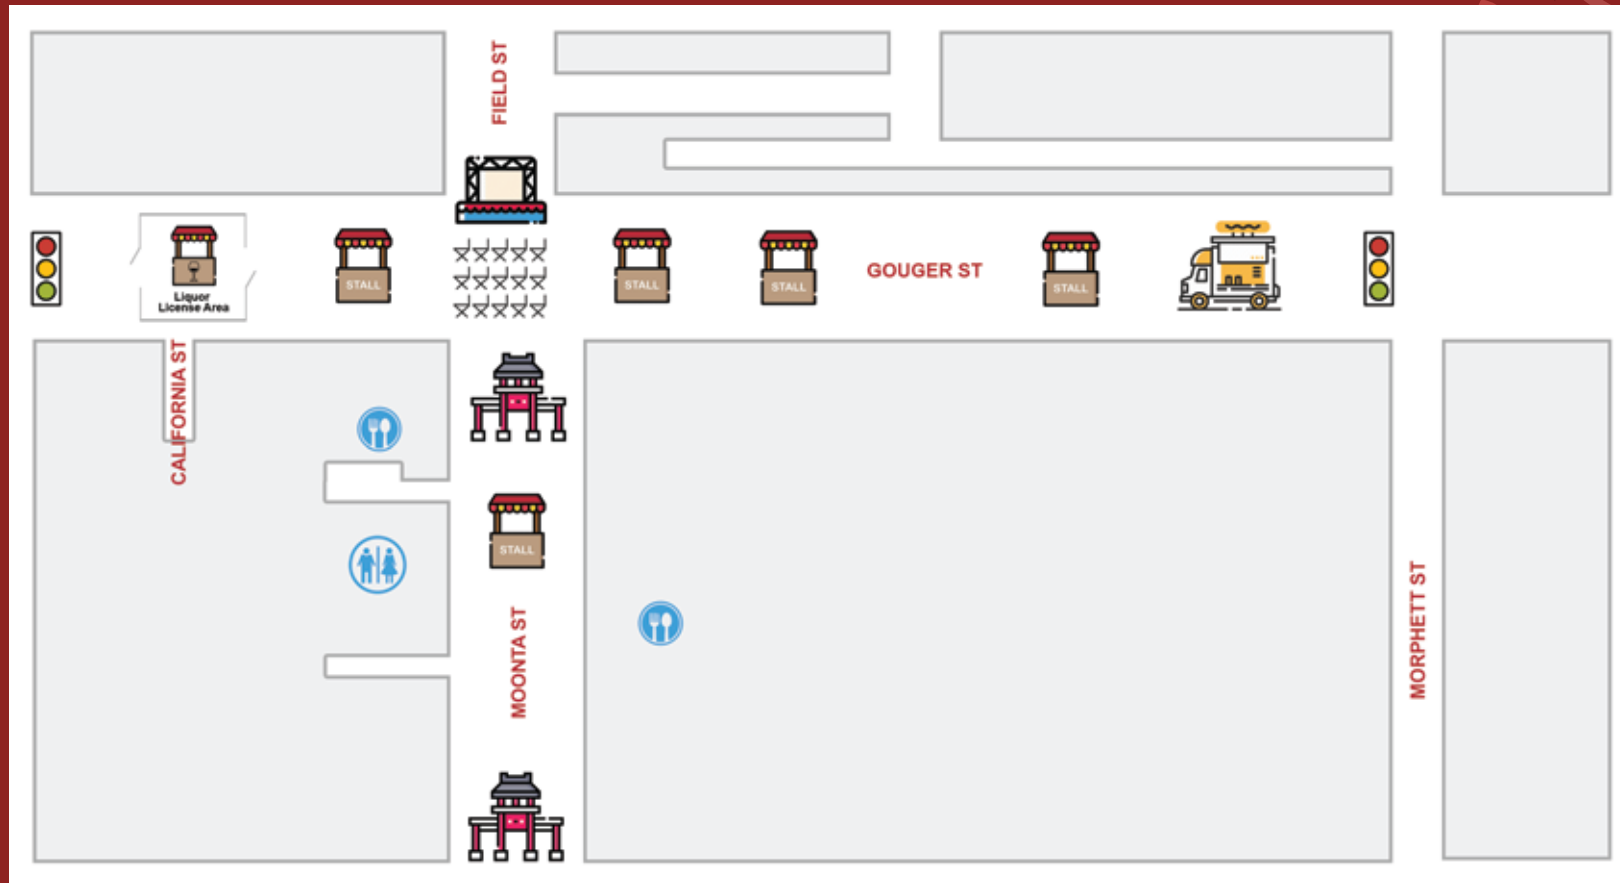 FIELD ST
STALL
STALL
STALL
GOUGER ST
STALL
Liquor
License Area
CALIFORNIA ST
STALL
MOONTA ST
MORPHETT ST